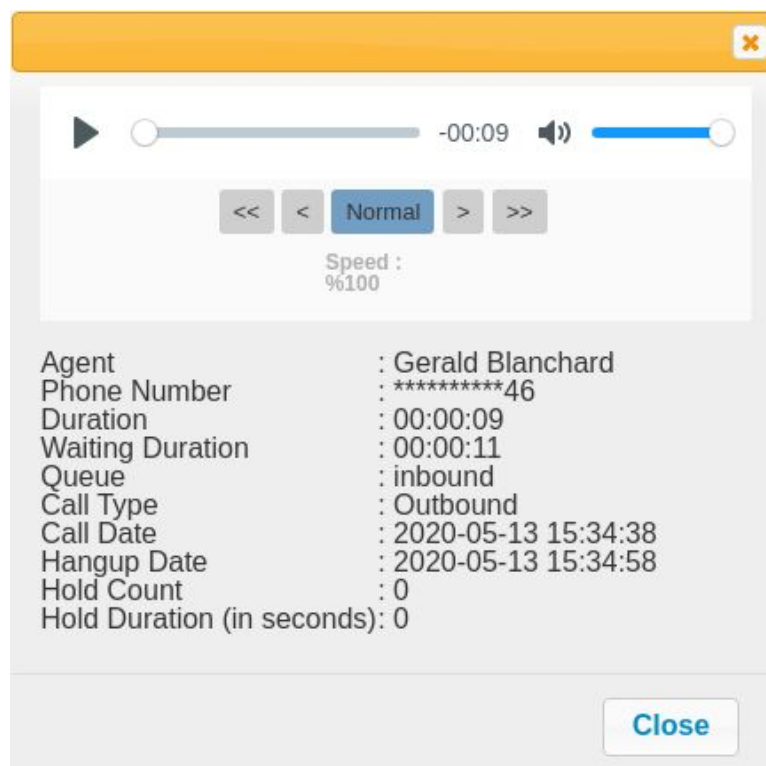 -00:09
<< < Normal > >>
Speed :
%100
Agent : Gerald Blanchard
Phone Number : **********46
Duration : 00:00:09
Waiting Duration : 00:00:11
Queue : inbound
Call Type : Outbound
Call Date : 2020-05-13 15:34:38
Hangup Date : 2020-05-13 15:34:58
Hold Count : 0
Hold Duration (in seconds): 0
Close